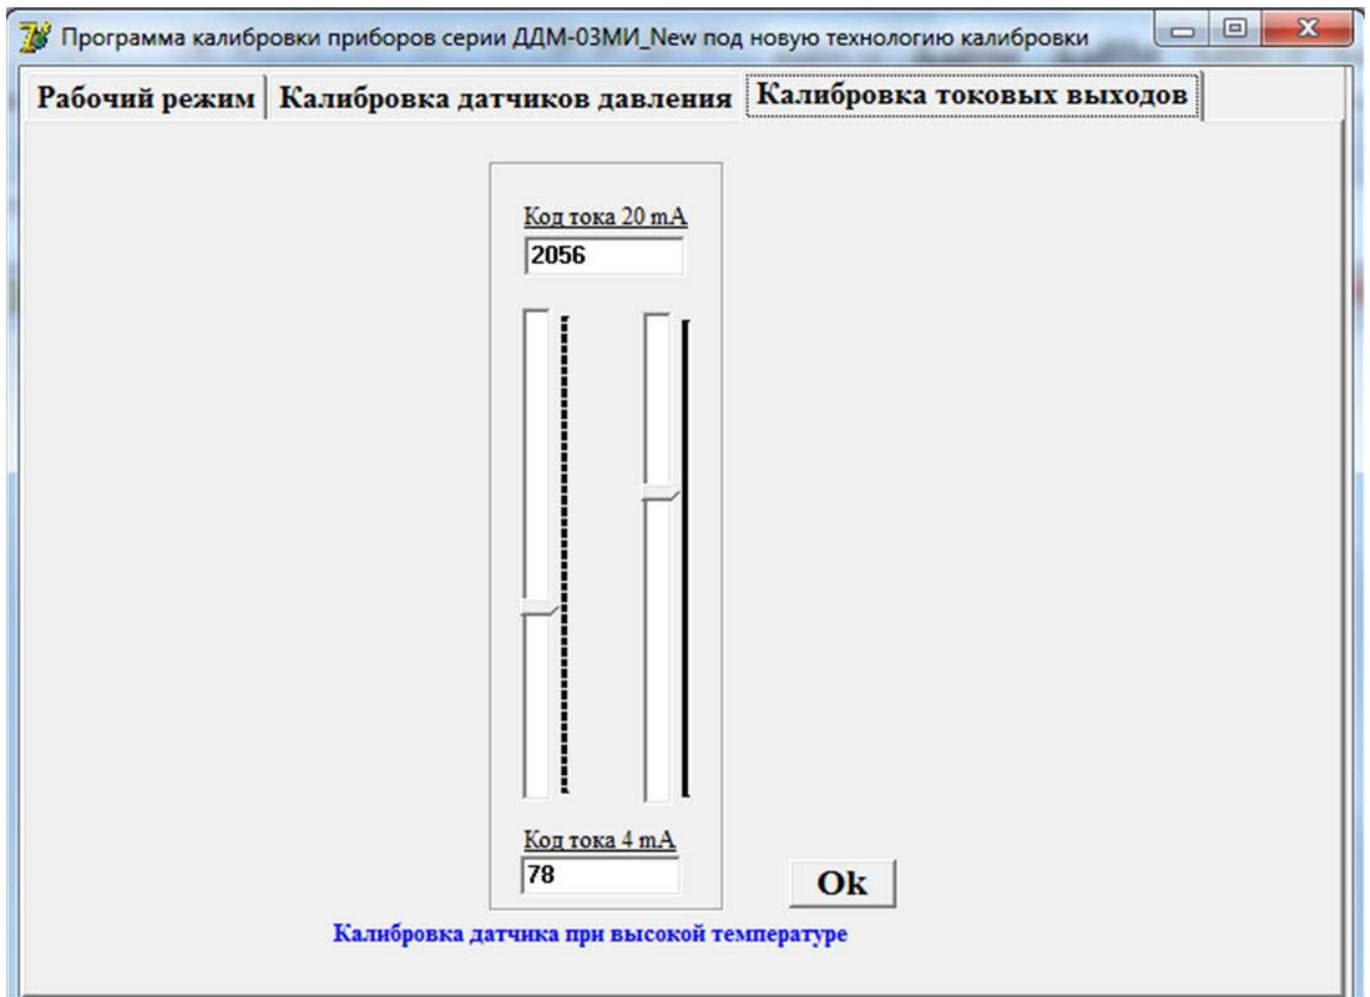 Программа калибровки приборов серии ДДМ-03МИ_New под новую технологию калибровки
Рабочий режим Калибровка датчиков давления Калибровка токовых выходов
Код тока 20 mA
2056
Код тока 4 mA
78
Ok
Калибровка датчика при высокой температуре